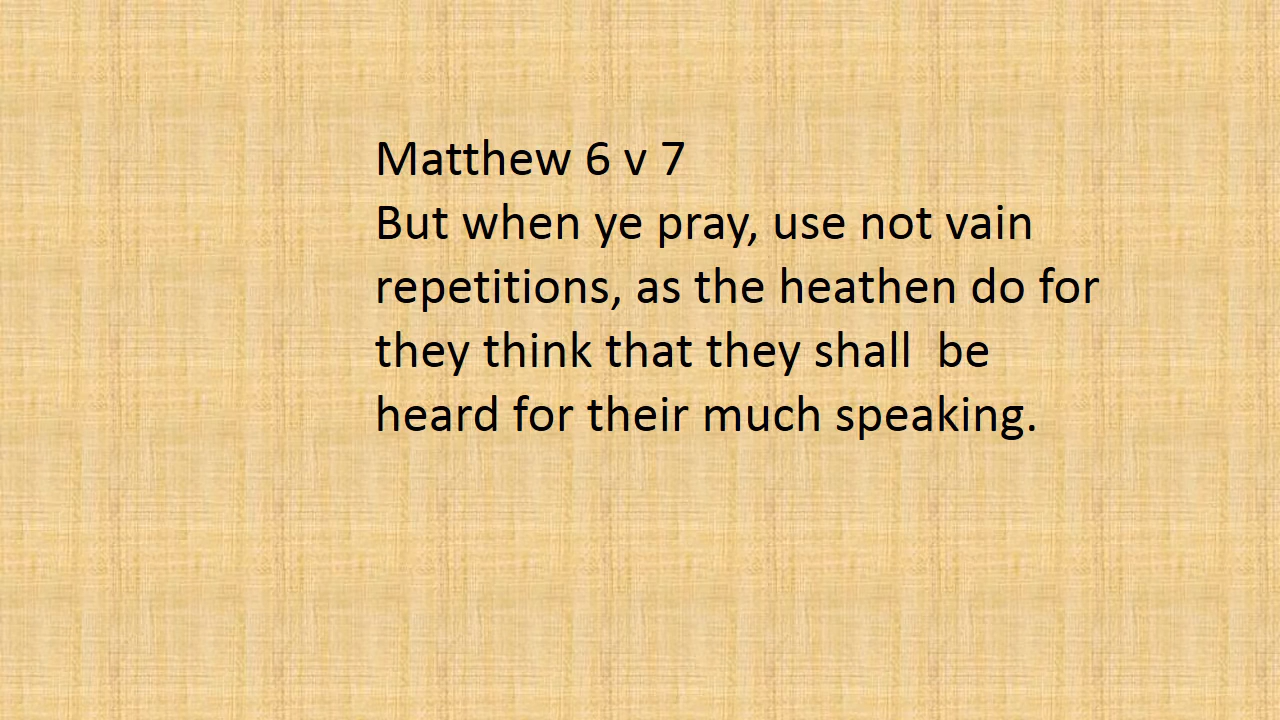 Matthew 6 v 7
But when ye pray, use not vain
repetitions, as the heathen do for
they think that they shall  be
heard for their much speaking.